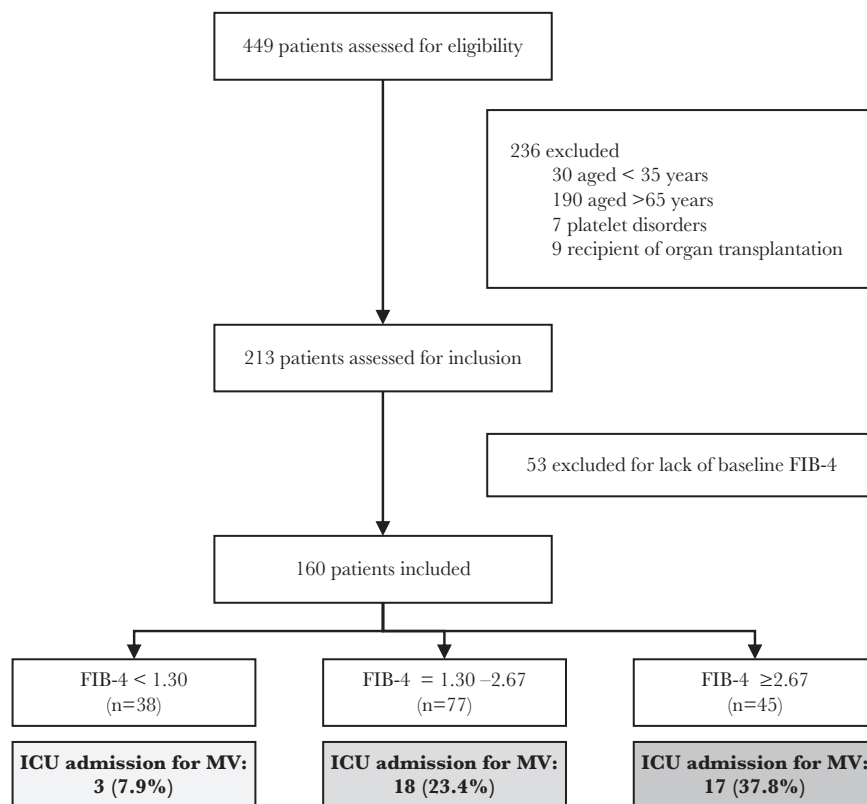 449 patients assessed for eligibility
236 excluded
30 aged < 35 years
190 aged >65 years
7 platelet disorders
9 recipient of organ transplantation
213 patients assessed for inclusion
53 excluded for lack of baseline FIB-4
160 patients included
FIB-4 < 1.30
(n=38)
FIB-4 = 1.30 –2.67
(n=77)
FIB-4 ≥2.67
(n=45)
ICU admission for MV:
3 (7.9%)
ICU admission for MV:
18 (23.4%)
ICU admission for MV:
17 (37.8%)